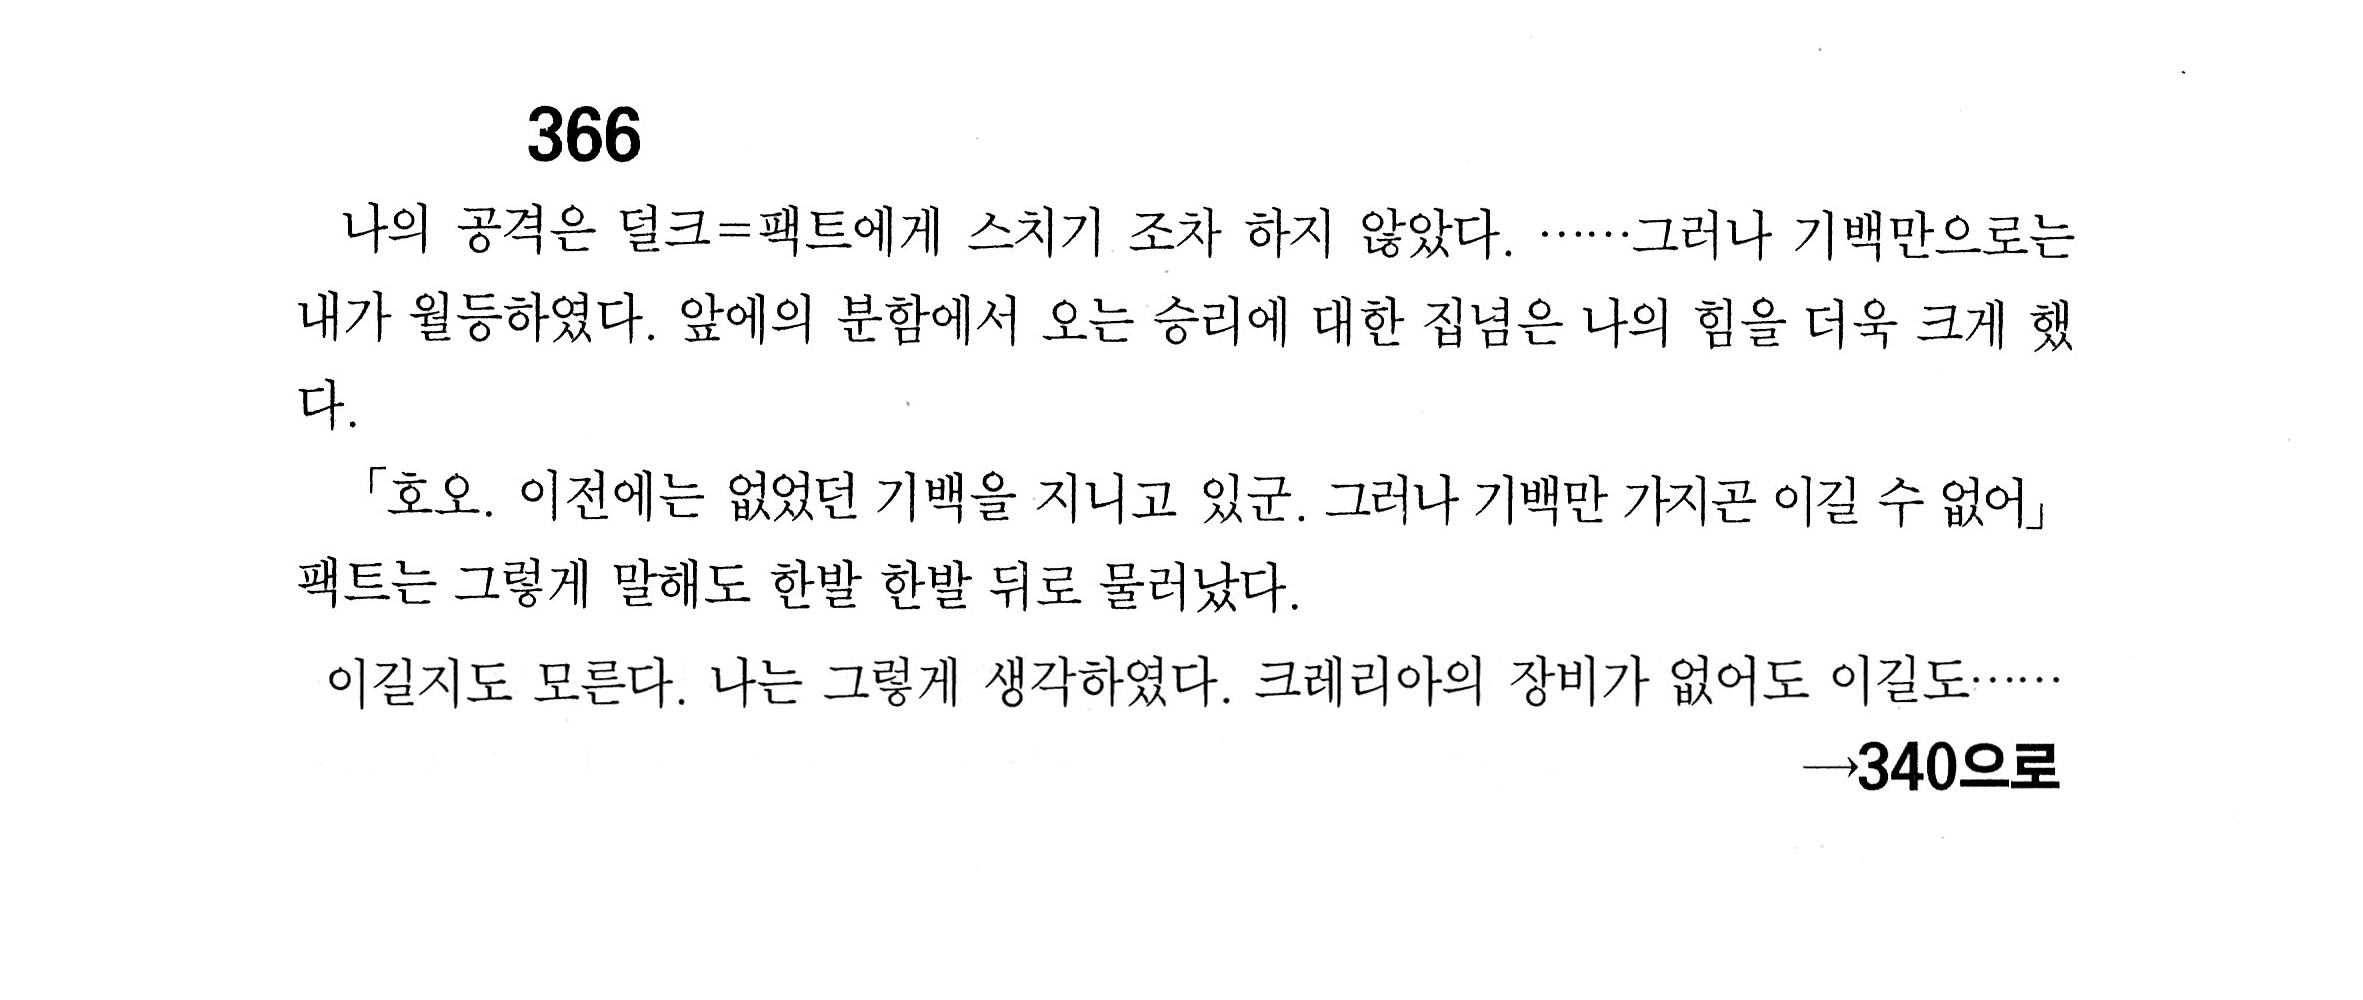 366
나의 공격은 덜크=팩트에게 스치기 조차 하지 않았다. ……그러나 기백만으로는
내가 월등하였다. 앞에의 분함에서 오는 승리에 대한 집념은 나의 힘을 더욱 크게 했
다.
「호오. 이전에는 없었던 기백을 지니고 있군. 그러나 기백만 가지곤 이길 수 없어」
팩트는 그렇게 말해도 한발 한발 뒤로 물러났다.
이길지도 모른다. 나는 그렇게 생각하였다. 크레리아의 장비가 없어도 이길도……
→340으로